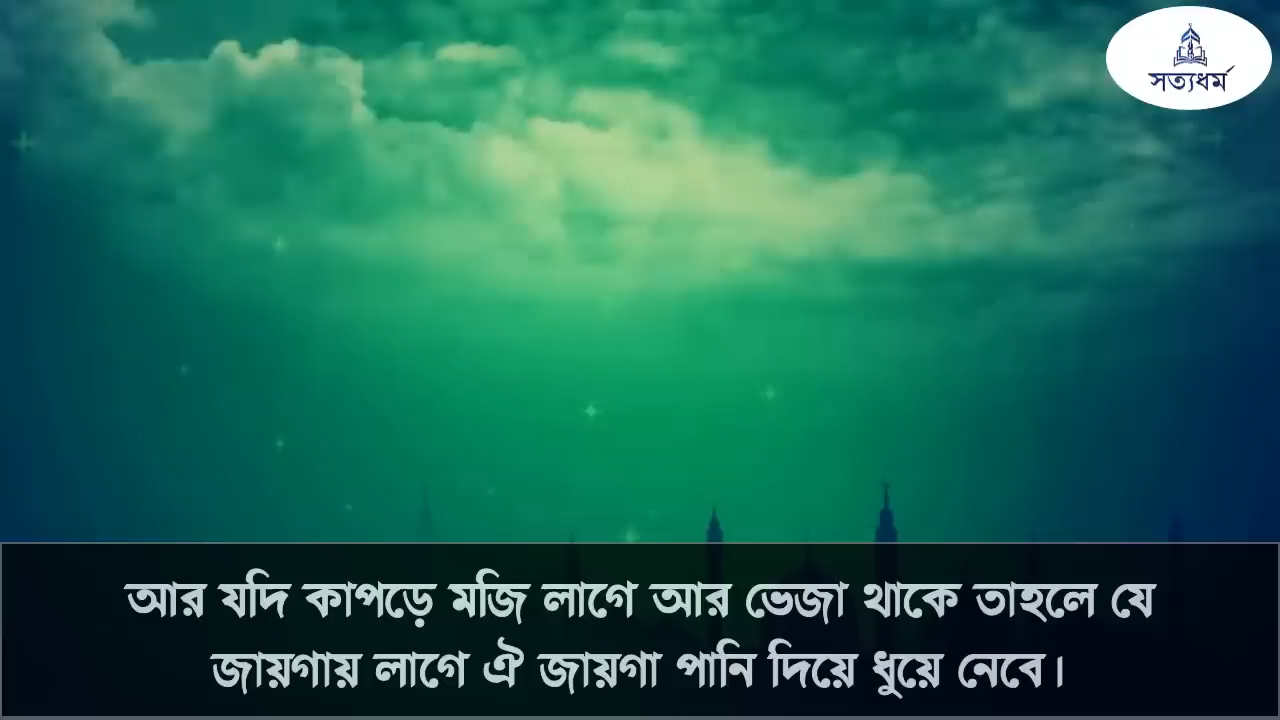 সত্যধর্ম
আর যদি কাপড়ে মজি লাগে আর ভেজা থাকে তাহলে যে
জায়গায় লাগে ঐ জায়গা পানি দিয়ে ধুয়ে নেবে।